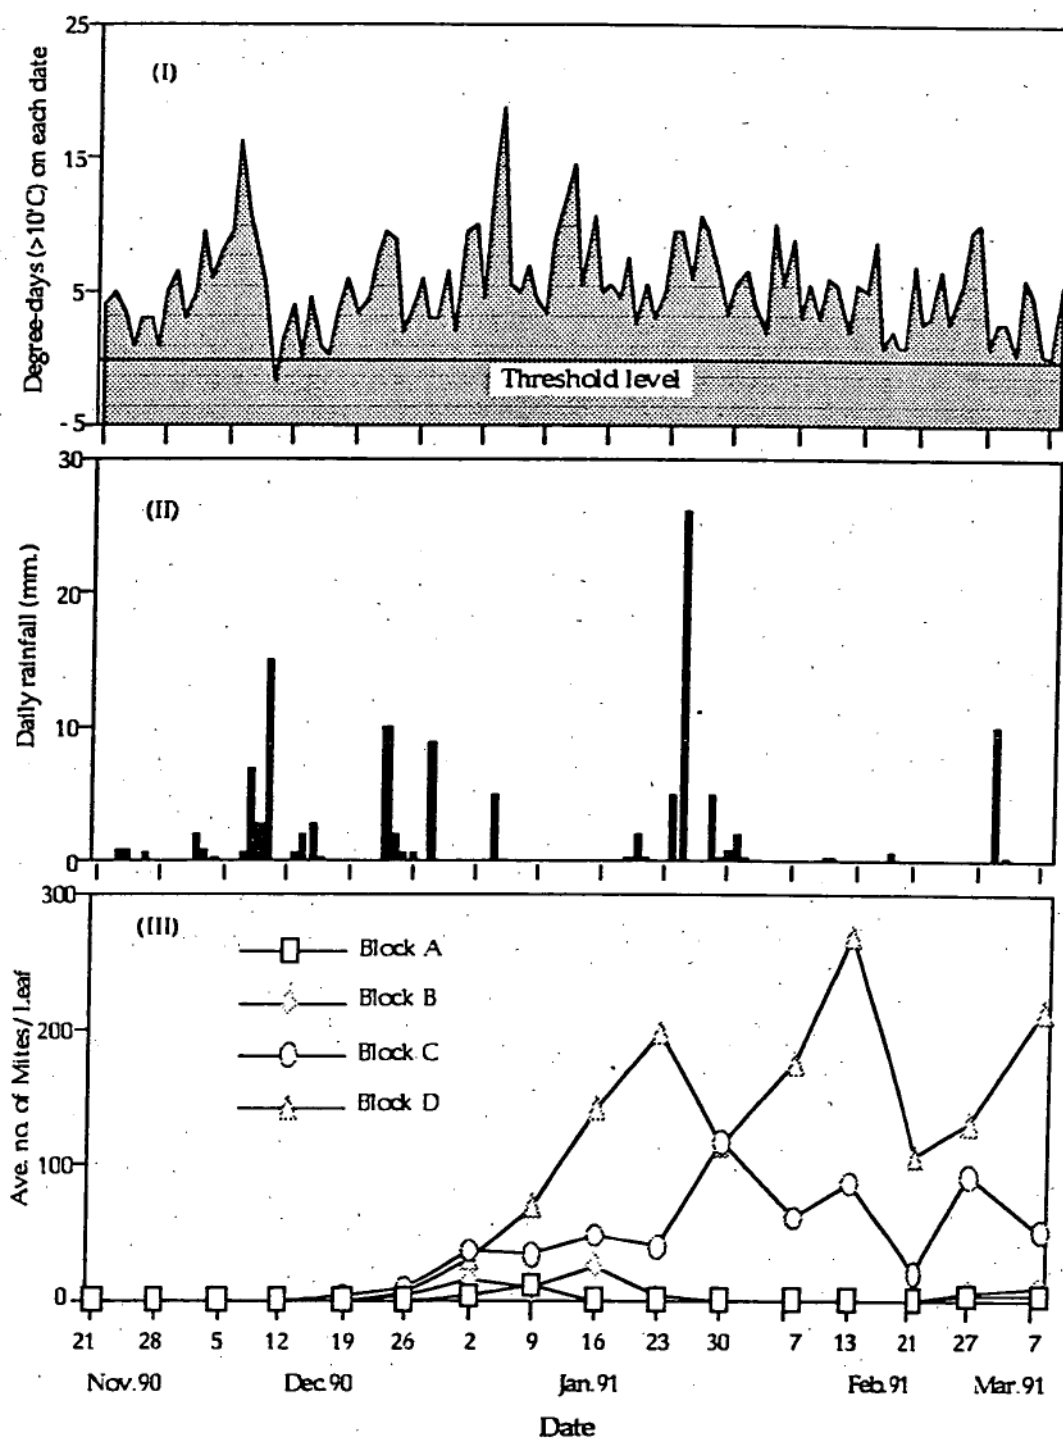 25
(I)
15
5
-5
Degree-days (>10°C) on each date
Threshold level
30
(II)
20
10
0
Daily rainfall (mm.)
300
(III)
Block A
Block B
Block C
Block D
200
100
0
Ave. no. of Mites/Leaf
21 28 5 12 19 26 2 9 16 23 30 7 13 21 27 7
Nov.90 Dec.90 Jan.91 Feb.91 Mar.91
Date